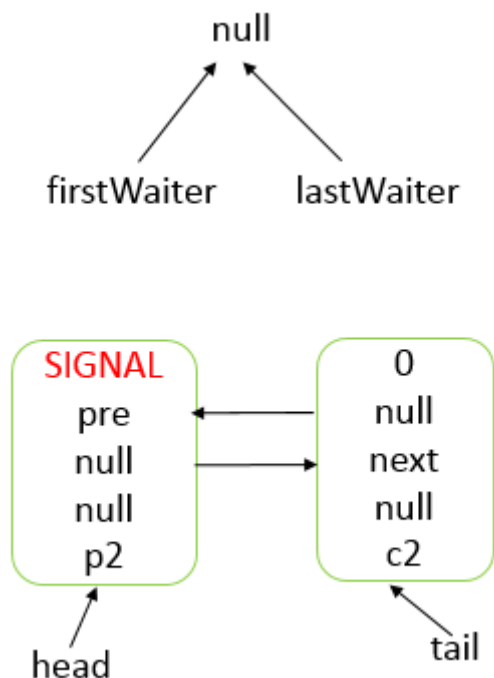 null
firstWaiter lastWaiter
SIGNAL
pre
null
null
p2
0
null
next
null
c2
head
tail